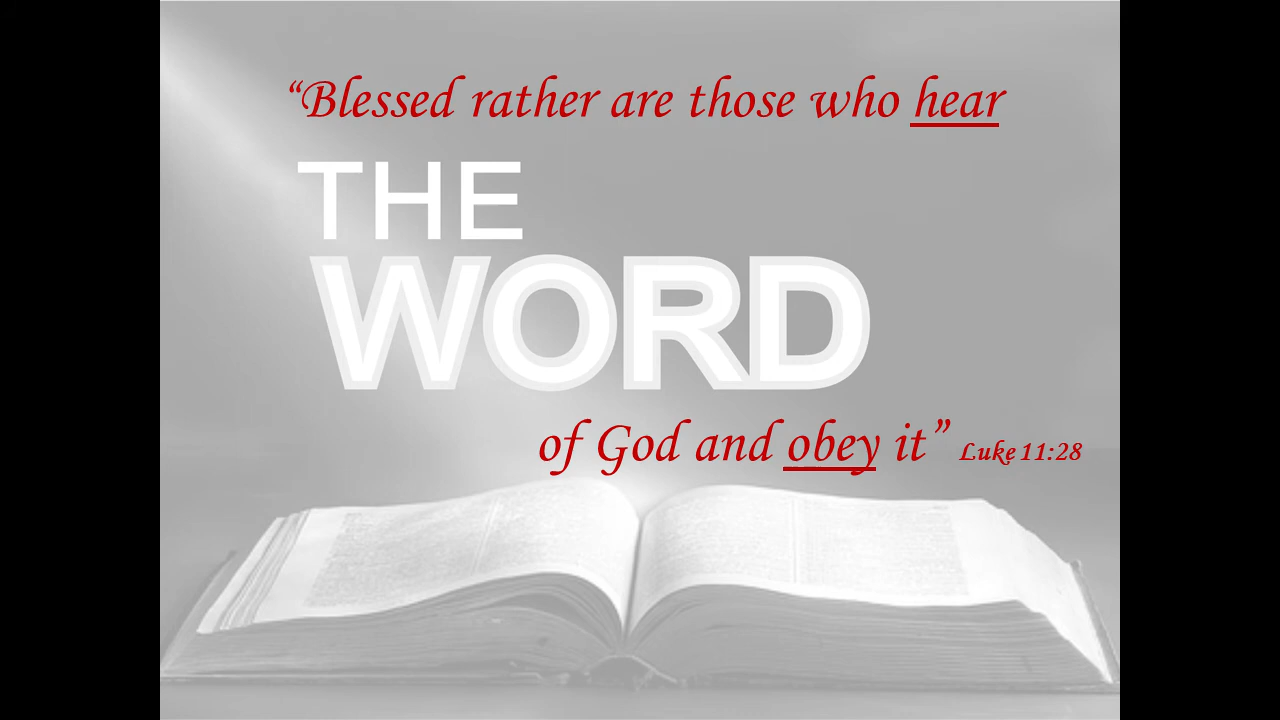 “Blessed rather are those who hear
THE
WORD
of God and obey it” Luke 11:28